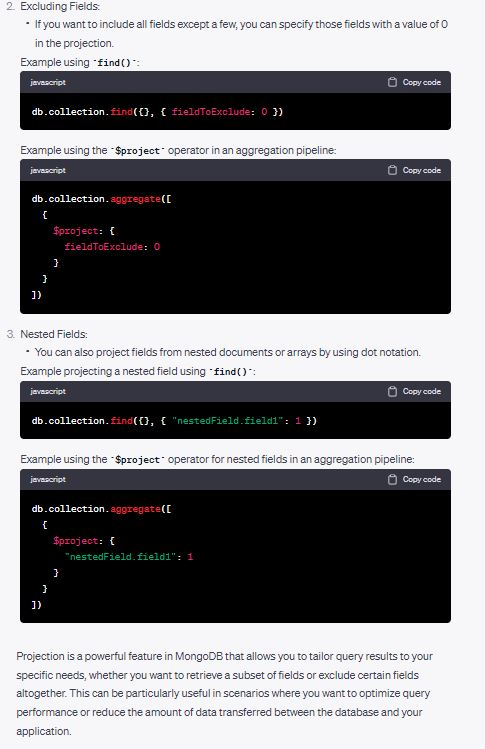 2. Excluding Fields:
• If you want to include all fields except a few, you can specify those fields with a value of 0
in the projection.
Example using `find()`:
javascript Copy code
db.collection.find({}, { fieldToExclude: 0 })
Example using the `$project` operator in an aggregation pipeline:
javascript Copy code
db.collection.aggregate([
{
$project: {
fieldToExclude: 0
}
}
])
3. Nested Fields:
• You can also project fields from nested documents or arrays by using dot notation.
Example projecting a nested field using `find()`:
javascript Copy code
db.collection.find({}, { "nestedField.field1": 1 })
Example using the `$project` operator for nested fields in an aggregation pipeline:
javascript Copy code
db.collection.aggregate([
{
$project: {
"nestedField.field1": 1
}
}
])
Projection is a powerful feature in MongoDB that allows you to tailor query results to your
specific needs, whether you want to retrieve a subset of fields or exclude certain fields
altogether. This can be particularly useful in scenarios where you want to optimize query
performance or reduce the amount of data transferred between the database and your
application.